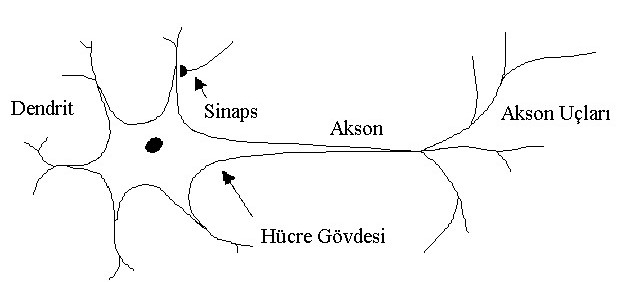 Dendrit
Sinaps
Akson
Akson Uçları
Hücre Gövdesi